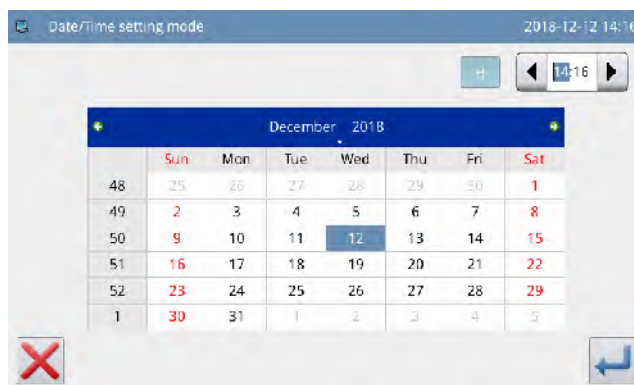 Date/Time setting mode 2018-12-12 14:16
H 14:16
December 2018
Sun Mon Tue Wed Thu Fri Sat
48 25 26 27 28 29 30 1
49 2 3 4 5 6 7 8
50 9 10 11 12 13 14 15
51 16 17 18 19 20 21 22
52 23 24 25 26 27 28 29
1 30 31 1 2 3 4 5